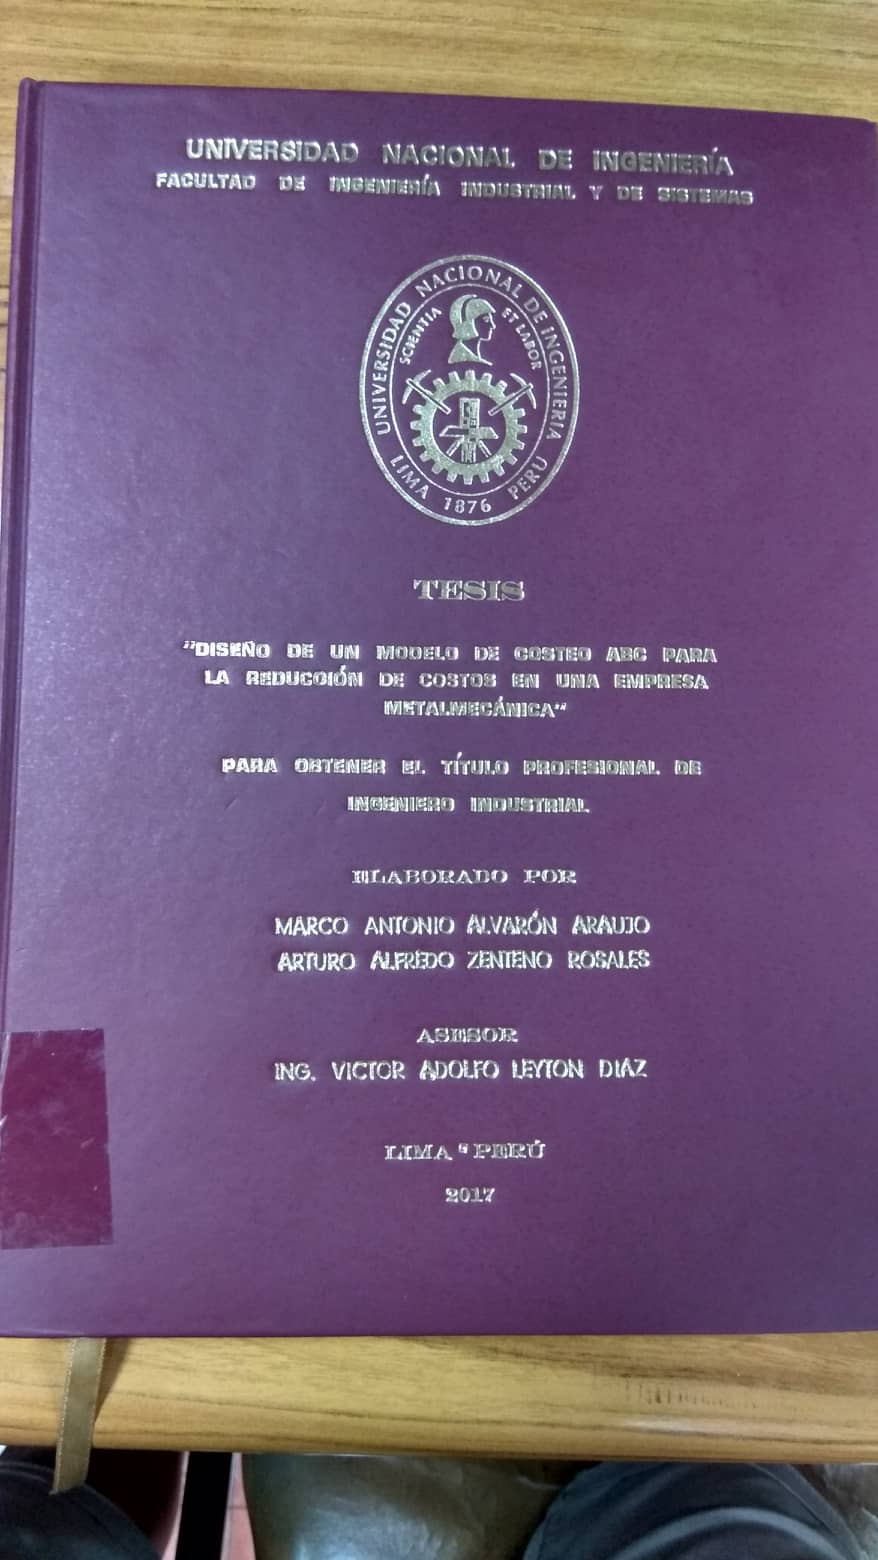 UNIVERSIDAD NACIONAL DE INGENIERÍA
FACULTAD DE INGENIERÍA INDUSTRIAL Y DE SISTEMAS
UNIVERSIDAD NACIONAL DE INGENIERIA
SCIENTIA ET LABOR
LIMA 1876 PERU
TESIS
"DISEÑO DE UN MODELO DE COSTEO ABC PARA
LA REDUCCIÓN DE COSTOS EN UNA EMPRESA
METALMECÁNICA"
PARA OBTENER EL TÍTULO PROFESIONAL DE
INGENIERO INDUSTRIAL
ELABORADO POR
MARCO ANTONIO ALVARÓN ARAUJO
ARTURO ALFREDO ZENTENO ROSALES
ASESOR
ING. VICTOR ADOLFO LEYTON DIÁZ
LIMA - PERÚ
2017